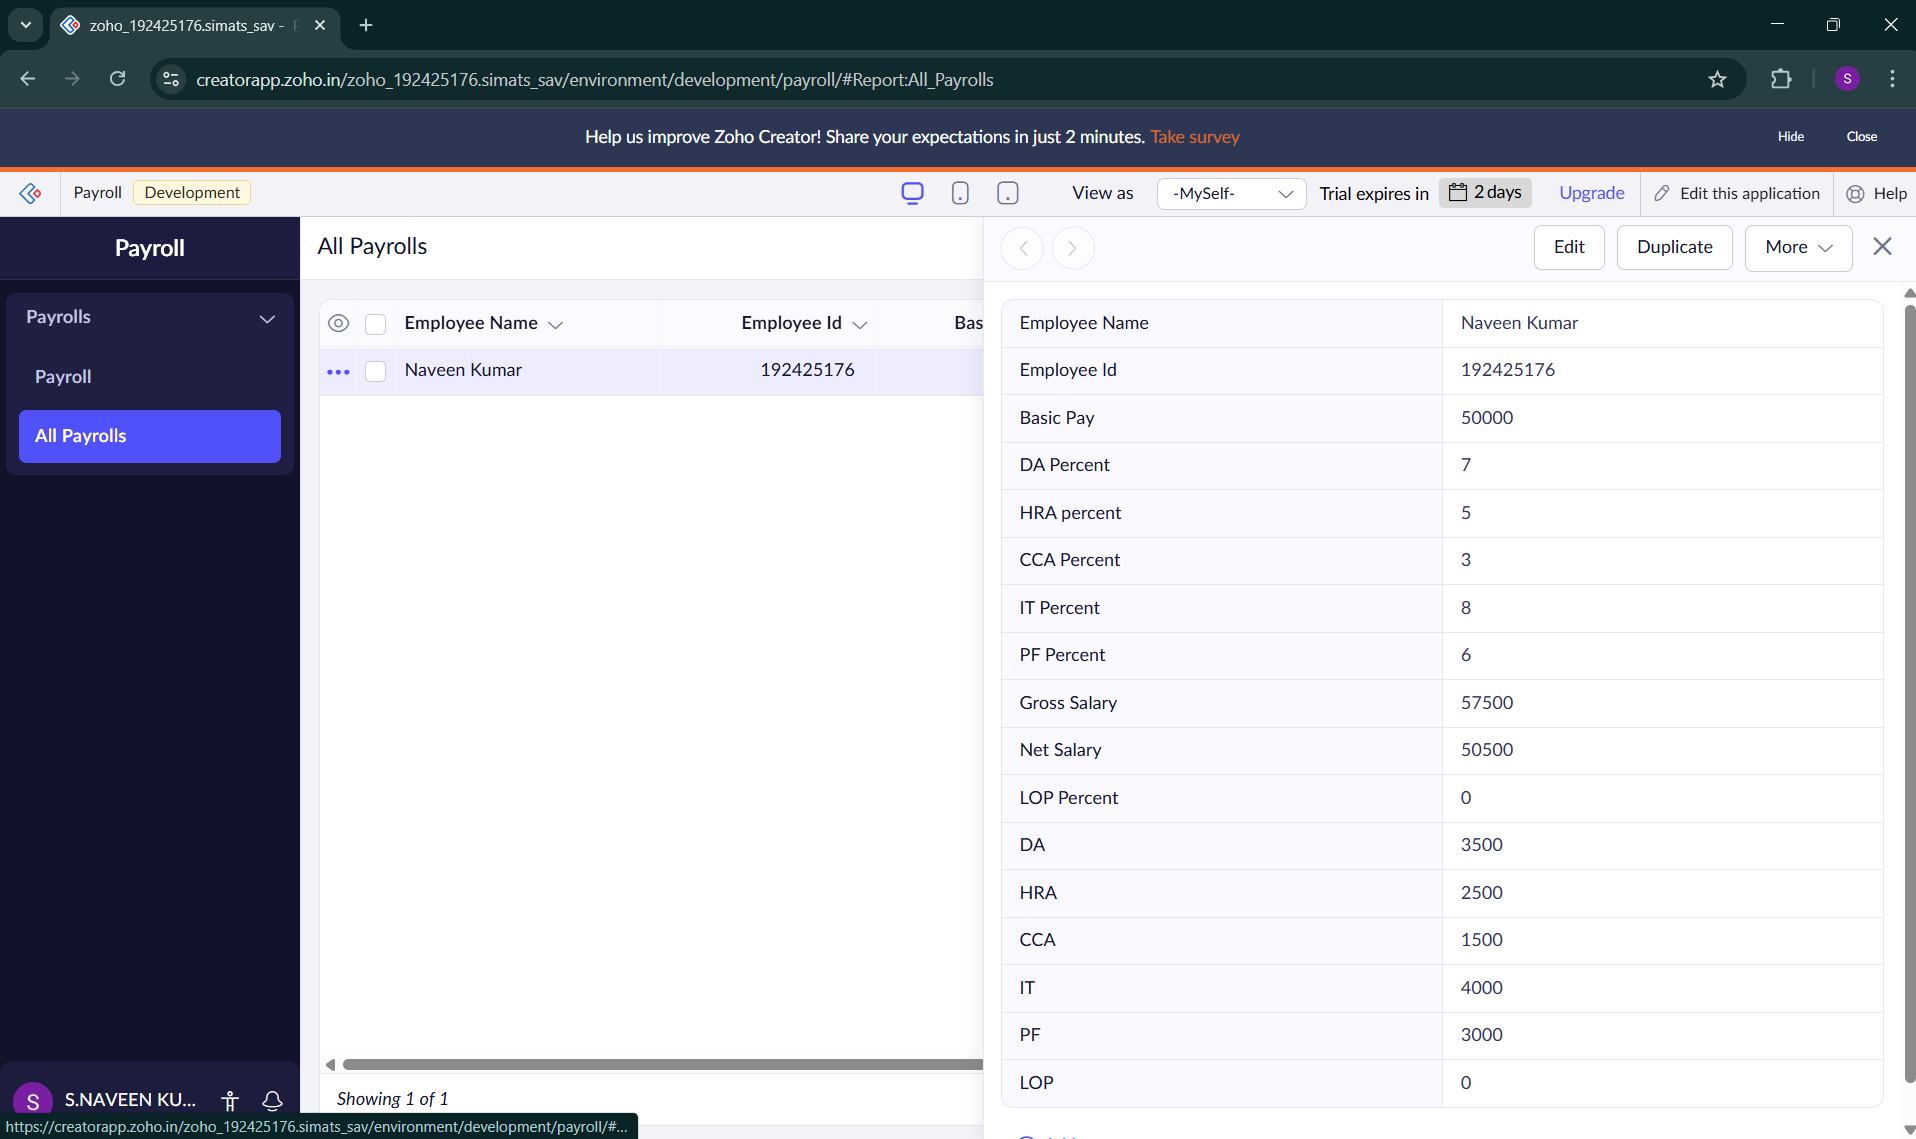 zoho_192425176.simats_sav -
creatorapp.zoho.in/zoho_192425176.simats_sav/environment/development/payroll/#Report:All_Payrolls
S
Help us improve Zoho Creator! Share your expectations in just 2 minutes. Take survey
Hide
Close
Payroll
Development
View as
-MySelf-
Trial expires in
2 days
Upgrade
Edit this application
Help
Payroll
Payrolls
Payroll
All Payrolls
All Payrolls
Employee Name
Employee Id
Bas
Naveen Kumar
192425176
Showing 1 of 1
Edit
Duplicate
More
Employee Name
Naveen Kumar
Employee Id
192425176
Basic Pay
50000
DA Percent
7
HRA percent
5
CCA Percent
3
IT Percent
8
PF Percent
6
Gross Salary
57500
Net Salary
50500
LOP Percent
0
DA
3500
HRA
2500
CCA
1500
IT
4000
PF
3000
LOP
0
S
S.NAVEEN KU...
https://creatorapp.zoho.in/zoho_192425176.simats_sav/environment/development/payroll/#...